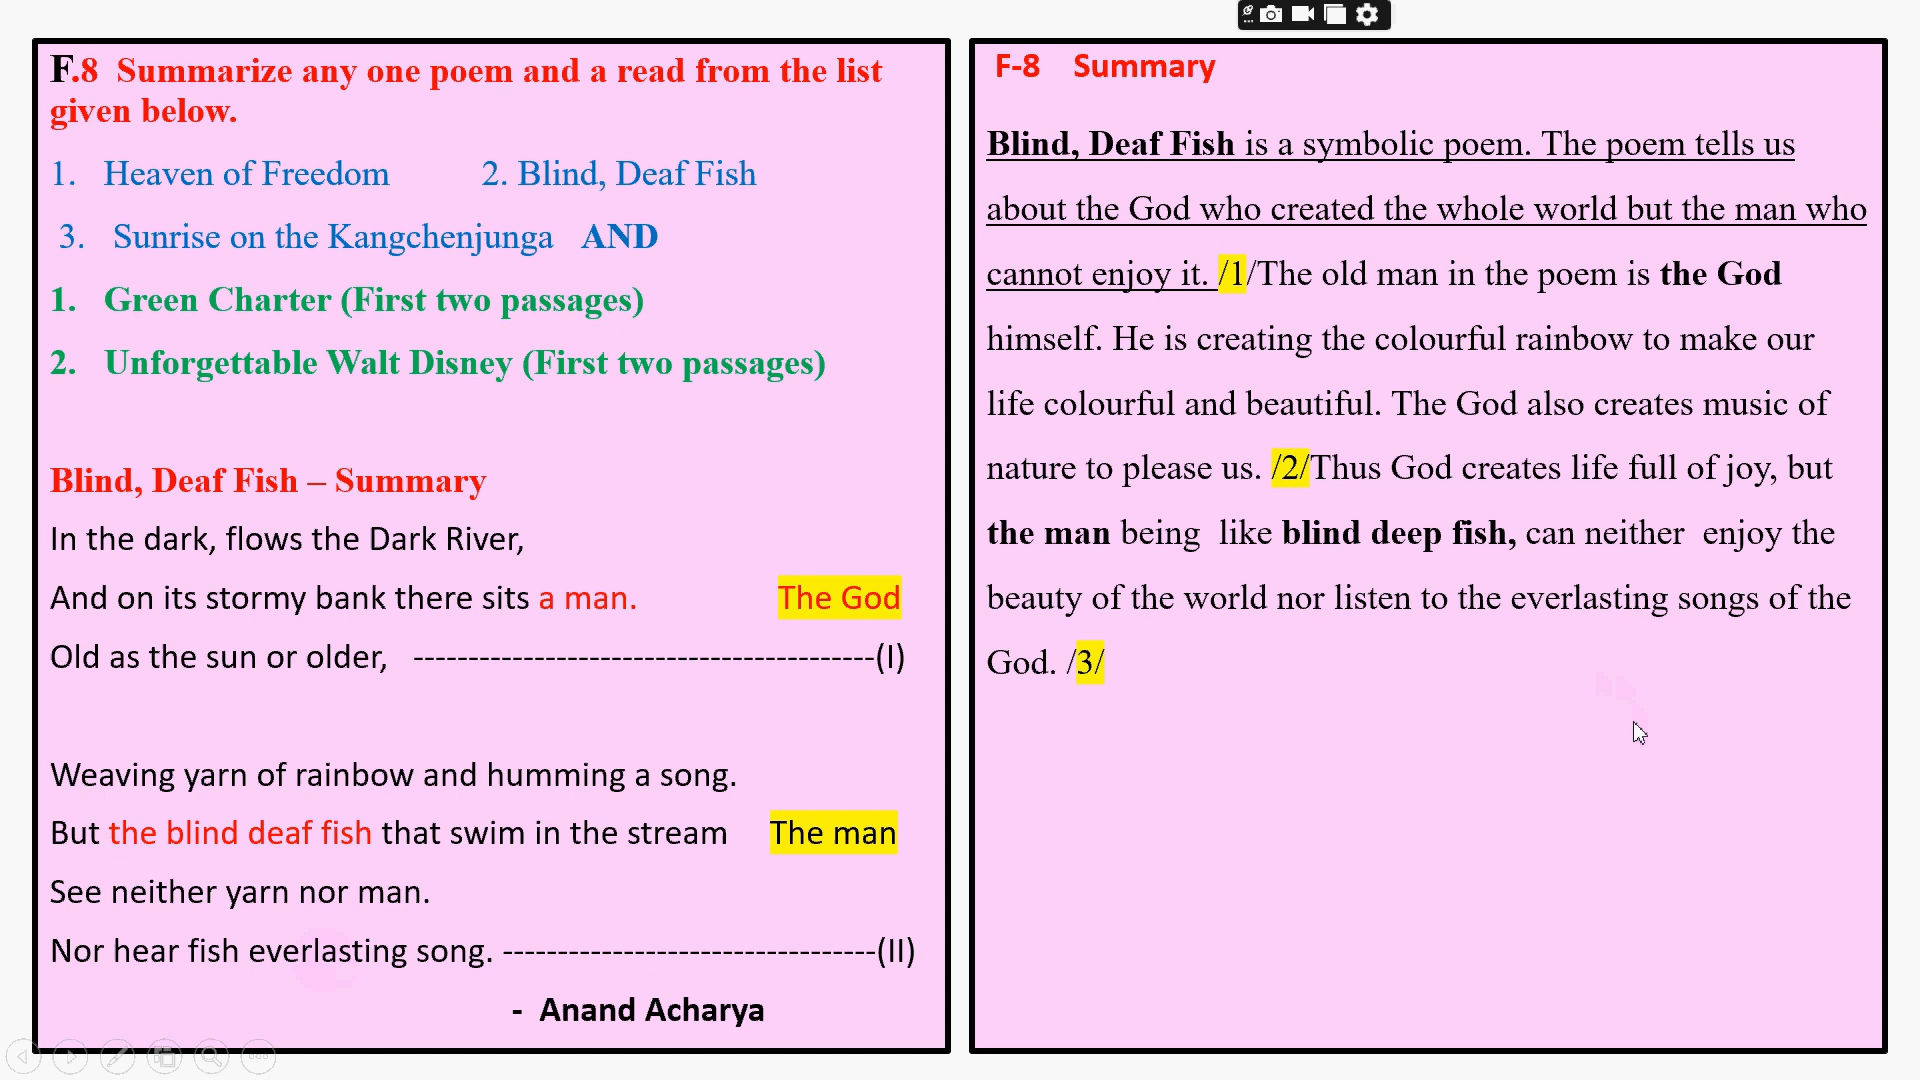 F.8 Summarize any one poem and a read from the list
given below.
1. Heaven of Freedom 2. Blind, Deaf Fish
3. Sunrise on the Kangchenjunga AND
1. Green Charter (First two passages)
2. Unforgettable Walt Disney (First two passages)
Blind, Deaf Fish – Summary
In the dark, flows the Dark River,
And on its stormy bank there sits a man. The God
Old as the sun or older, ------------------------------------------(I)
Weaving yarn of rainbow and humming a song.
But the blind deaf fish that swim in the stream The man
See neither yarn nor man.
Nor hear fish everlasting song. ----------------------------------(II)
- Anand Acharya
F-8 Summary
Blind, Deaf Fish is a symbolic poem. The poem tells us
about the God who created the whole world but the man who
cannot enjoy it. /1/The old man in the poem is the God
himself. He is creating the colourful rainbow to make our
life colourful and beautiful. The God also creates music of
nature to please us. /2/Thus God creates life full of joy, but
the man being like blind deep fish, can neither enjoy the
beauty of the world nor listen to the everlasting songs of the
God. /3/